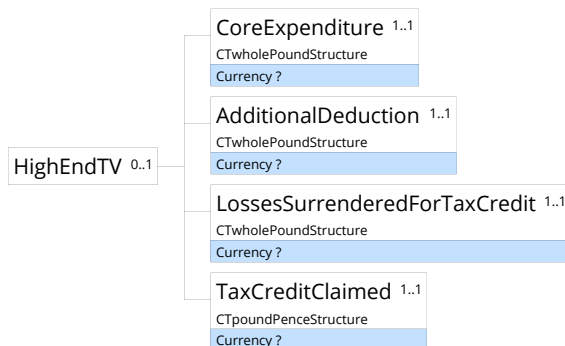 CoreExpenditure 1..1
CTwholePoundStructure
Currency ?
AdditionalDeduction 1..1
CTwholePoundStructure
Currency ?
HighEndTV 0..1
LossesSurrenderedForTaxCredit 1..1
CTwholePoundStructure
Currency ?
TaxCreditClaimed 1..1
CTpoundPenceStructure
Currency ?